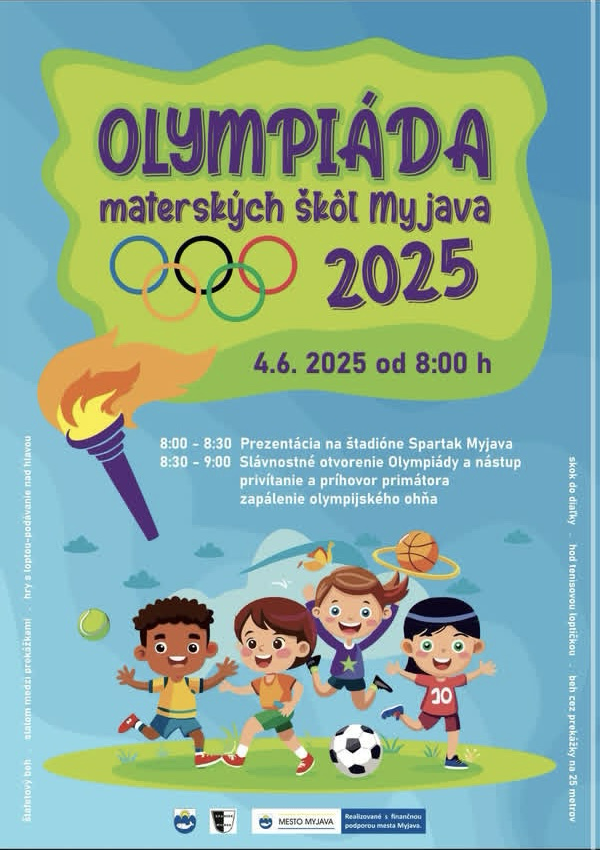 OLYMPIÁDA
materských škôl Myjava
2025
4.6. 2025 od 8:00 h
8:00 - 8:30 Prezentácia na štadióne Spartak Myjava
8:30 - 9:00 Slávnostné otvorenie Olympiády a nástup
privítanie a príhovor primátora
zapálenie olympijského ohňa
štafetový beh . slalom medzi prekážkami . hry s loptou-podávanie nad hlavou
skok do diaľky . hod tenisovou loptičkou . beh cez prekážky na 25 metrov
10
MESTO MYJAVA
Realizované s finančnou
podporou mesta Myjava.